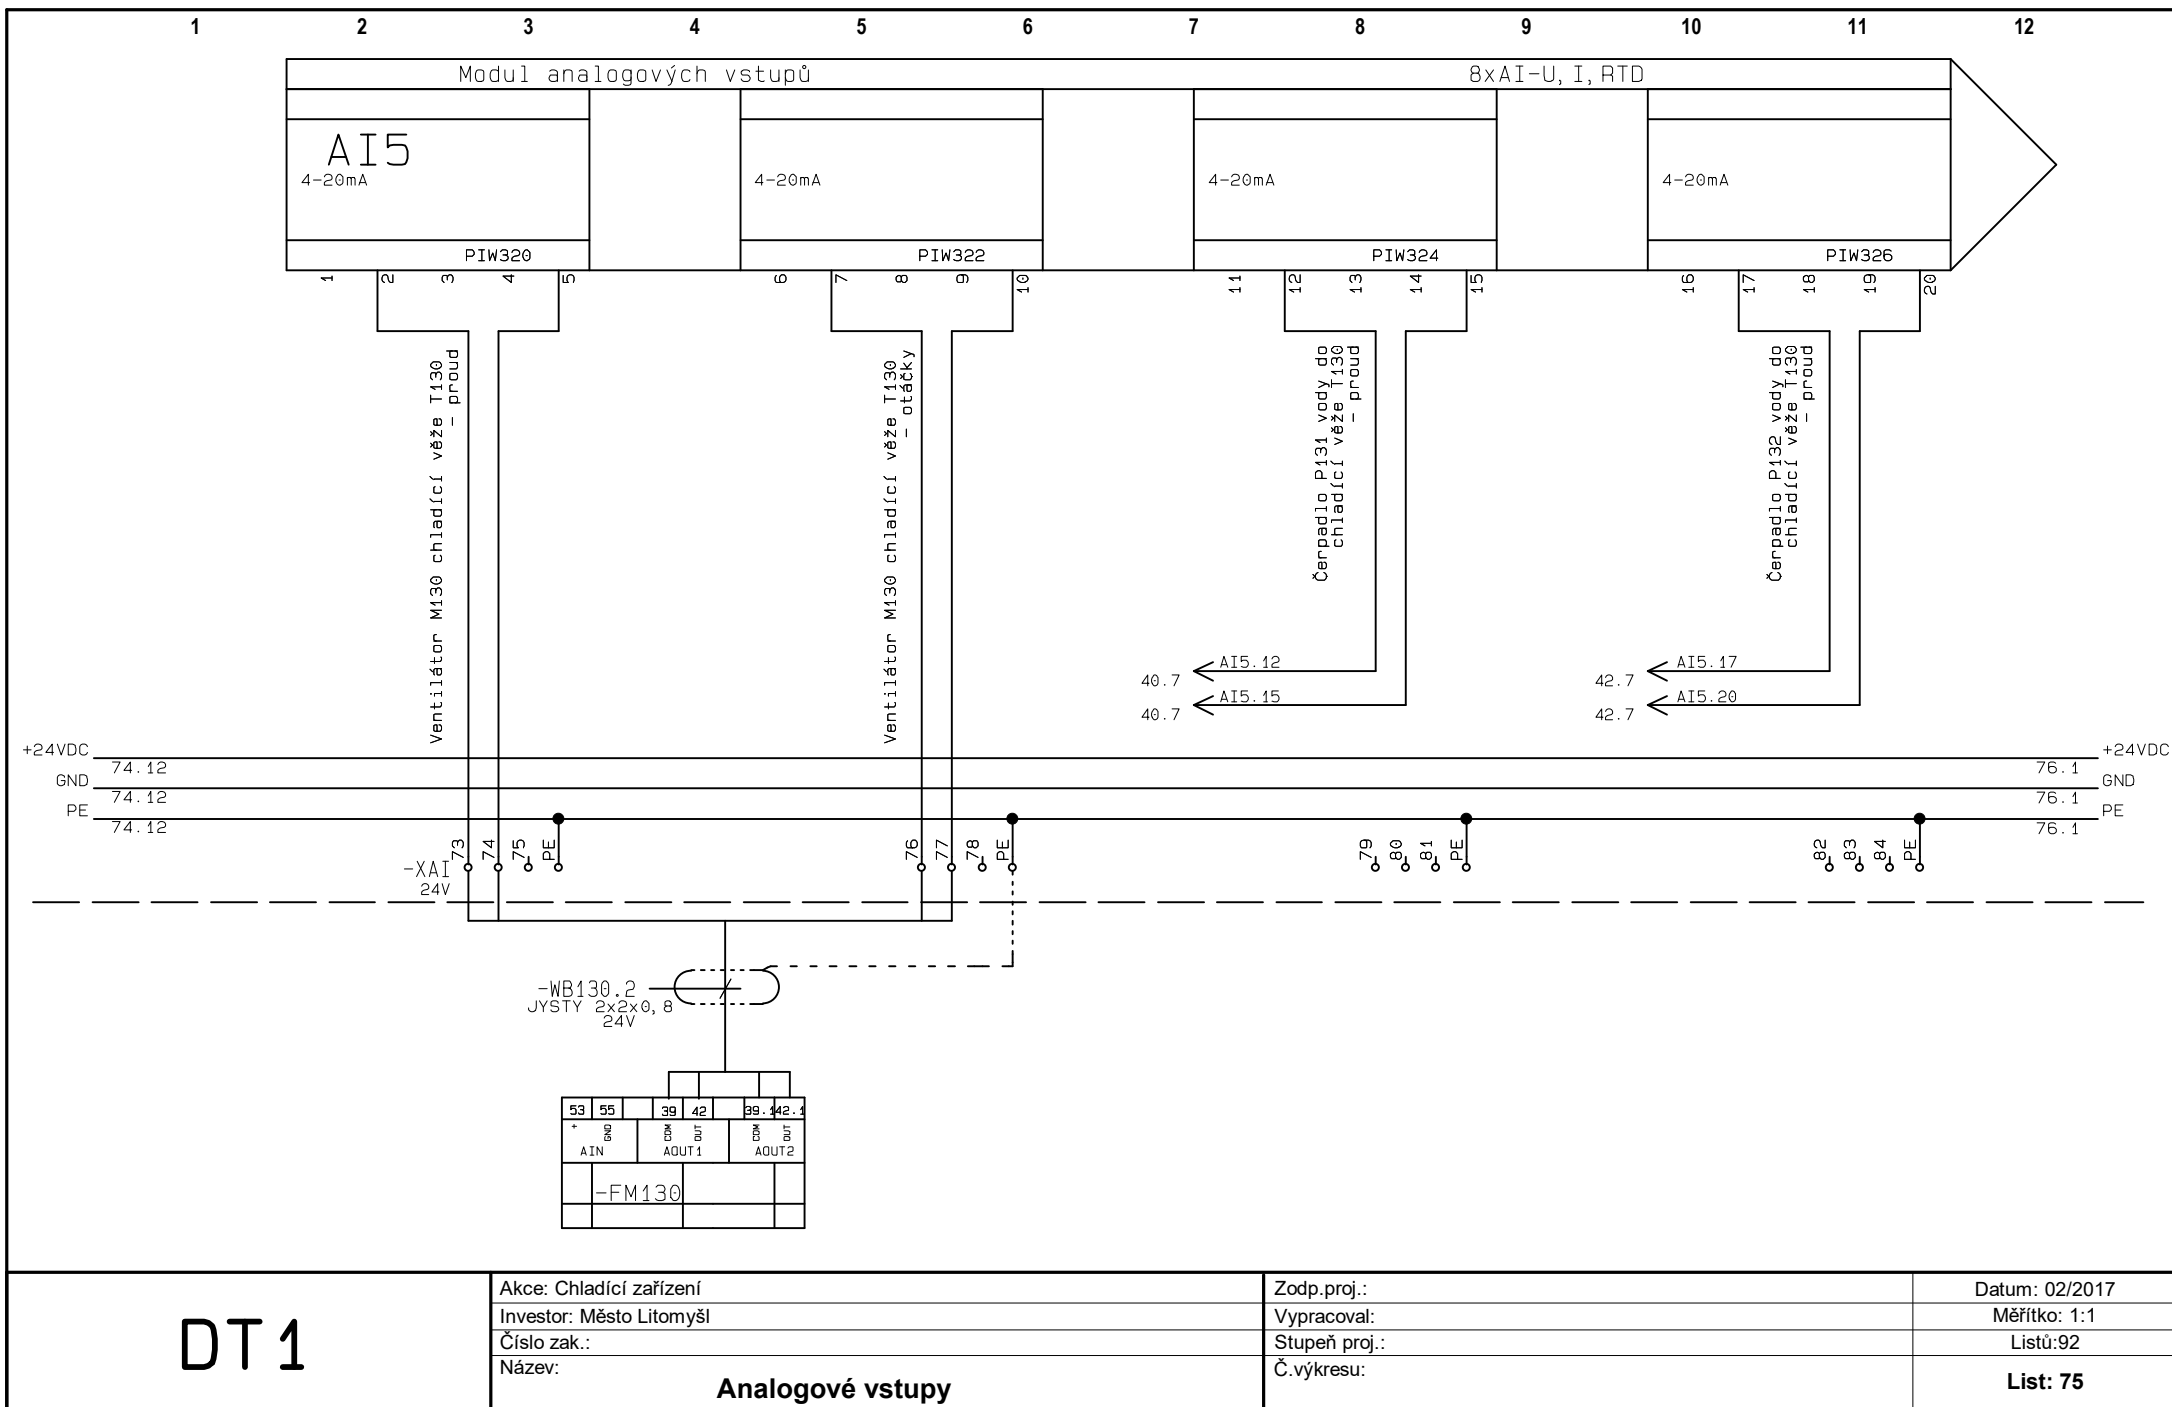 1 2 3 4 5 6 7 8 9 10 11 12
Modul analogových vstupů 8xAI-U, I, RTD
AI5
4-20mA 4-20mA 4-20mA 4-20mA
PIW320 PIW322 PIW324 PIW326
1 2 3 4 5 6 7 8 9 10 11 12 13 14 15 16 17 18 19 20
Ventilátor M130 chladící věže T130
- proud
Ventilátor M130 chladící věže T130
- otáčky
Čerpadlo P131 vody do
chladící věže T130
- proud
Čerpadlo P132 vody do
chladící věže T130
- proud
AI5.12
40.7
AI5.15
40.7
AI5.17
42.7
AI5.20
42.7
+24VDC 74.12 76.1 +24VDC
GND 74.12 76.1 GND
PE 74.12 76.1 PE
73 74 75 PE 76 77 78 PE 79 80 81 PE 82 83 84 PE
-XAI
24V
-WB130.2
JYSTY 2x2x0,8
24V
53 55 39 42 39.1 42.1
+ GND COM OUT COM OUT
AIN AOUT1 AOUT2
-FM130
DT1
Akce: Chladící zařízení
Investor: Město Litomyšl
Číslo zak.:
Název:
Analogové vstupy
Zodp.proj.:
Vypracoval:
Stupeň proj.:
Č.výkresu:
Datum: 02/2017
Měřítko: 1:1
Listů:92
List: 75